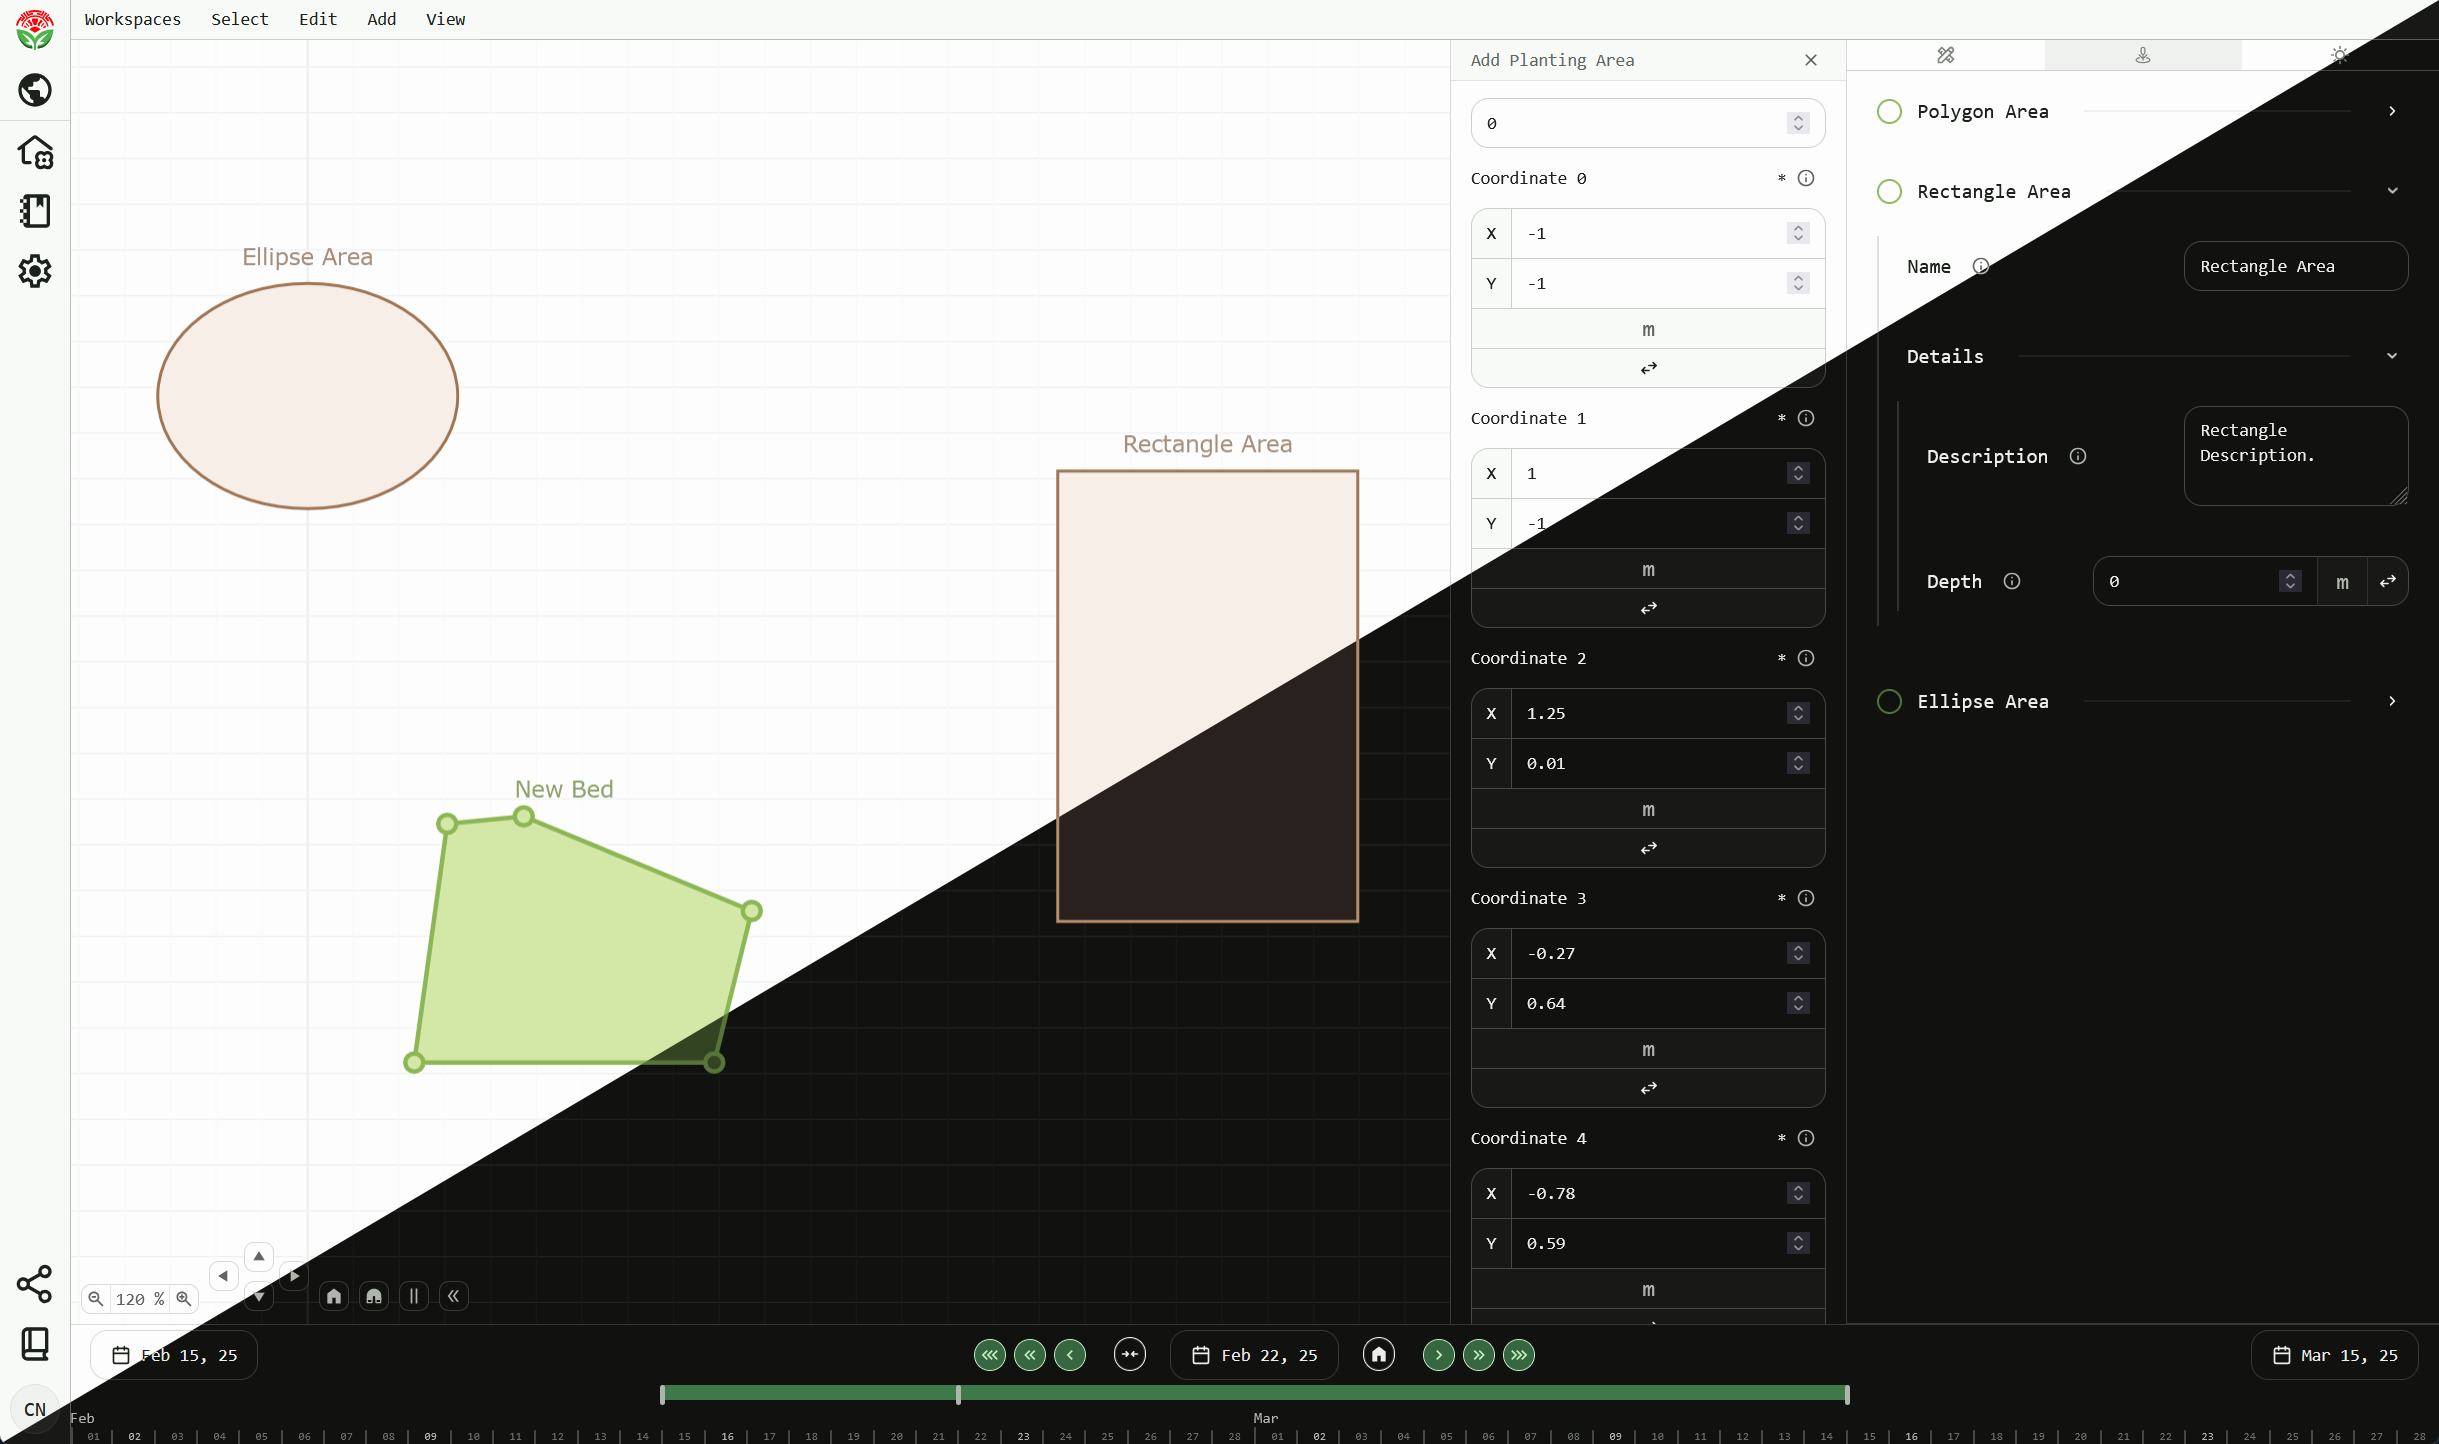 Workspaces Select Edit Add View
Add Planting Area
0
Coordinate 0 *
X -1
Y -1
m
Coordinate 1 *
X 1
Y -1
m
Coordinate 2 *
X 1.25
Y 0.01
m
Coordinate 3 *
X -0.27
Y 0.64
m
Coordinate 4 *
X -0.78
Y 0.59
m
Polygon Area
Rectangle Area
Name Rectangle Area
Details
Description Rectangle
Description.
Depth 0 m
Ellipse Area
Ellipse Area
Rectangle Area
New Bed
120 %
CN
Feb 15, 25
Feb 22, 25
Mar 15, 25
Feb Mar
01 02 03 04 05 06 07 08 09 10 11 12 13 14 15 16 17 18 19 20 21 22 23 24 25 26 27 28 01 02 03 04 05 06 07 08 09 10 11 12 13 14 15 16 17 18 19 20 21 22 23 24 25 26 27 28